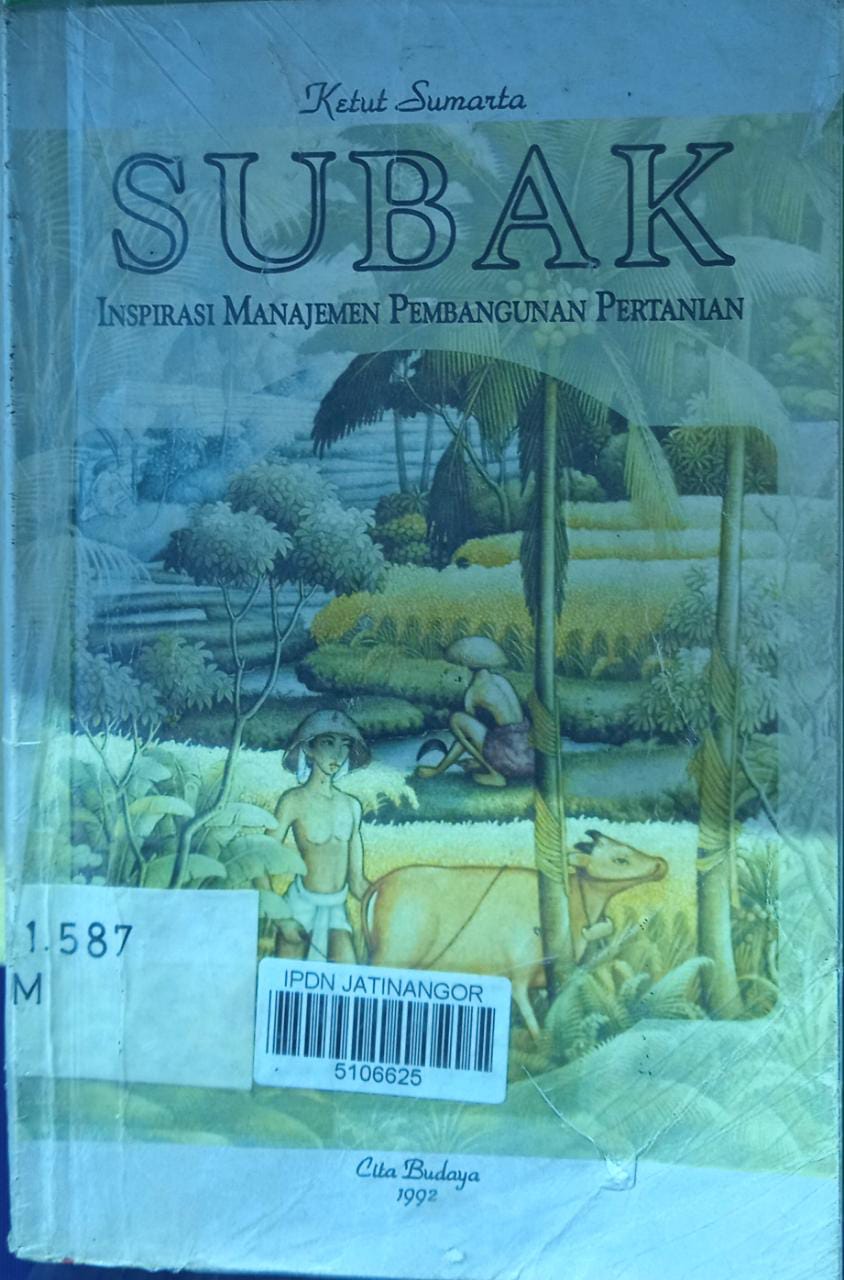 Ketut Sumarta
SUBAK
INSPIRASI MANAJEMEN PEMBANGUNAN PERTANIAN
1.587
M
IPDN JATINANGOR
5106625
Cita Budaya
1992